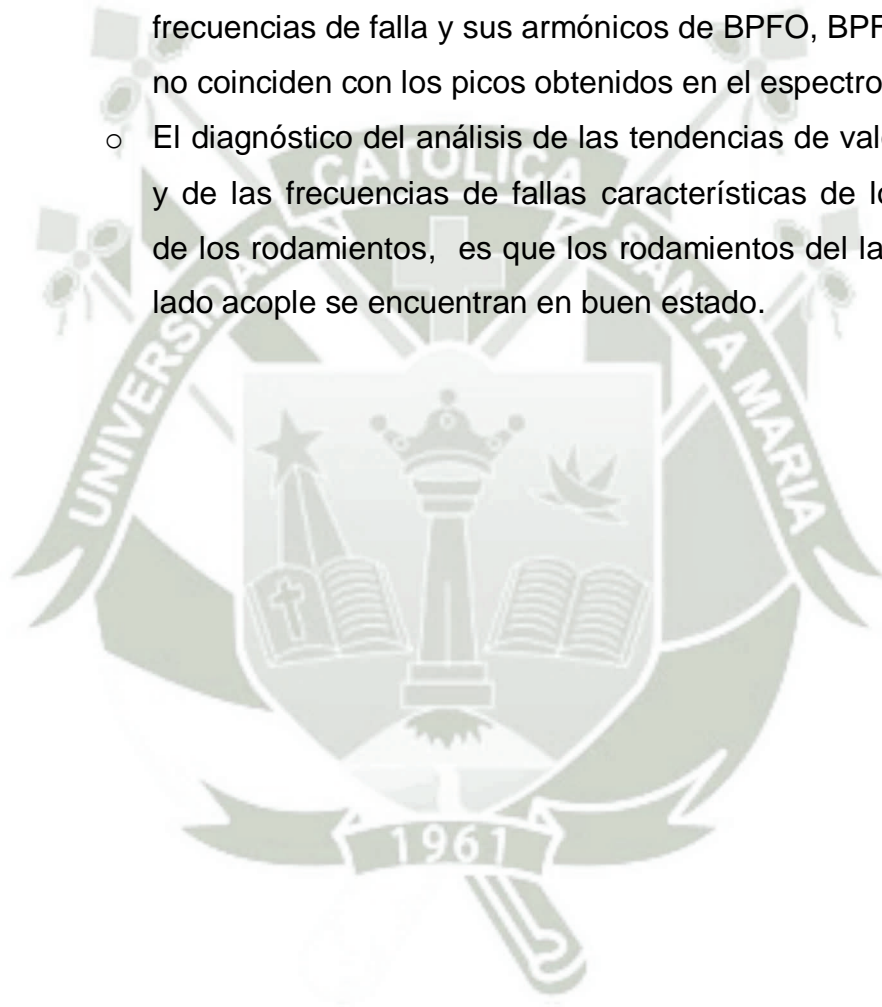 frecuencias de falla y sus armónicos de BPFO, BPF
no coinciden con los picos obtenidos en el espectro
o El diagnóstico del análisis de las tendencias de val
y de las frecuencias de fallas características de l
de los rodamientos, es que los rodamientos del la
lado acople se encuentran en buen estado.
UNIVERSIDAD CATOLICA SANTA MARIA
1961